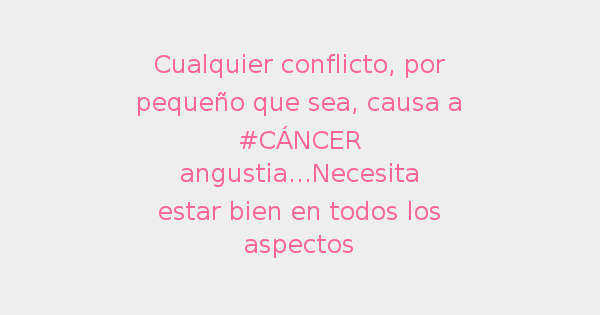 Cualquier conflicto, por
pequeño que sea, causa a
#CÁNCER
angustia...Necesita
estar bien en todos los
aspectos